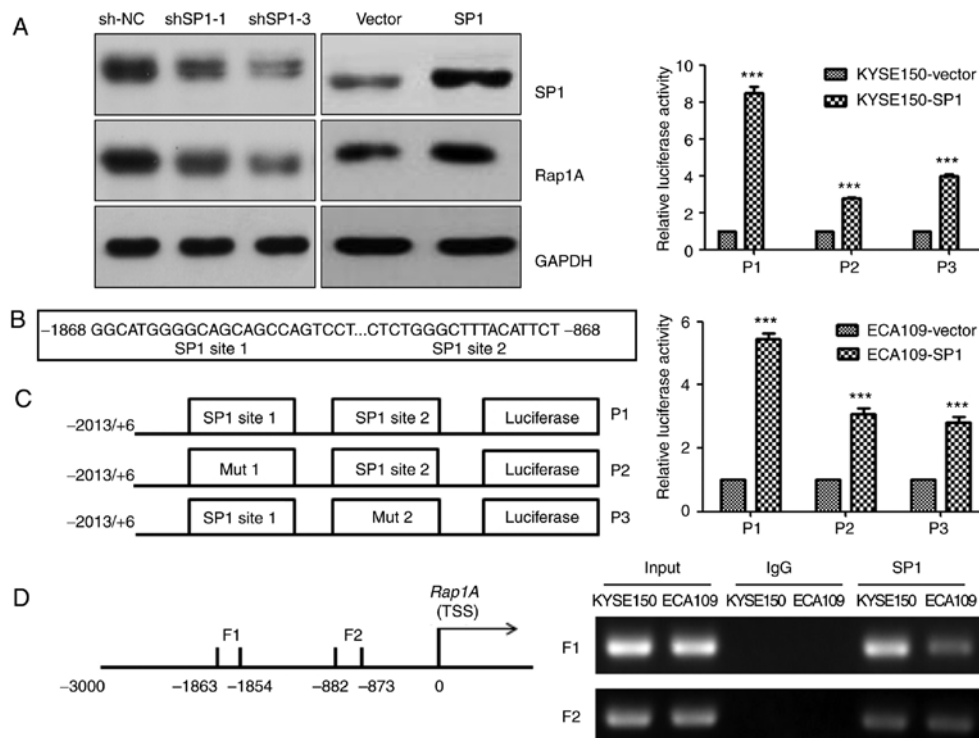 A
sh-NC shSP1-1 shSP1-3 Vector SP1
SP1
Rap1A
GAPDH
Relative luciferase activity
10
8
6
4
2
0
***
***
***
KYSE150-vector
KYSE150-SP1
P1 P2 P3
B
–1868 GGCATGGGGCAGCAGCCAGTCCT...CTCTGGGCTTTACATTCT –868
SP1 site 1 SP1 site 2
C
–2013/+6 SP1 site 1 SP1 site 2 Luciferase P1
–2013/+6 Mut 1 SP1 site 2 Luciferase P2
–2013/+6 SP1 site 1 Mut 2 Luciferase P3
Relative luciferase activity
6
4
2
0
***
***
***
ECA109-vector
ECA109-SP1
P1 P2 P3
D
Rap1A
(TSS)
F1 F2
–3000 –1863 –1854 –882 –873 0
Input IgG SP1
KYSE150 ECA109 KYSE150 ECA109 KYSE150 ECA109
F1
F2